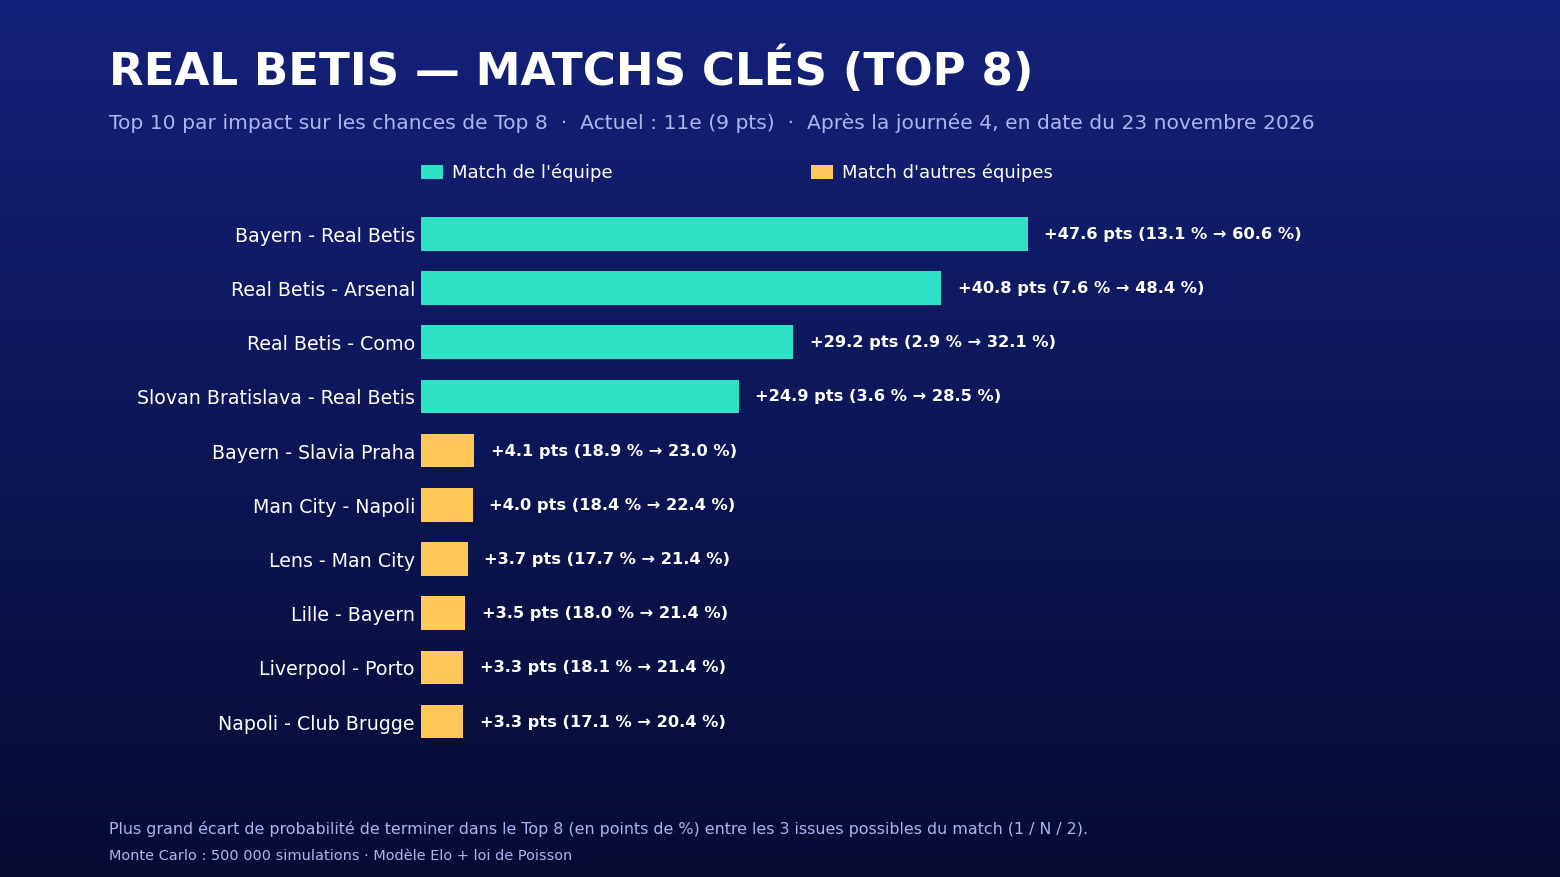 REAL BETIS — MATCHS CLÉS (TOP 8)
Top 10 par impact sur les chances de Top 8 · Actuel : 11e (9 pts) · Après la journée 4, en date du 23 novembre 2026
Match de l'équipe
Match d'autres équipes
Bayern - Real Betis +47.6 pts (13.1 % → 60.6 %)
Real Betis - Arsenal +40.8 pts (7.6 % → 48.4 %)
Real Betis - Como +29.2 pts (2.9 % → 32.1 %)
Slovan Bratislava - Real Betis +24.9 pts (3.6 % → 28.5 %)
Bayern - Slavia Praha +4.1 pts (18.9 % → 23.0 %)
Man City - Napoli +4.0 pts (18.4 % → 22.4 %)
Lens - Man City +3.7 pts (17.7 % → 21.4 %)
Lille - Bayern +3.5 pts (18.0 % → 21.4 %)
Liverpool - Porto +3.3 pts (18.1 % → 21.4 %)
Napoli - Club Brugge +3.3 pts (17.1 % → 20.4 %)
Plus grand écart de probabilité de terminer dans le Top 8 (en points de %) entre les 3 issues possibles du match (1 / N / 2).
Monte Carlo : 500 000 simulations · Modèle Elo + loi de Poisson